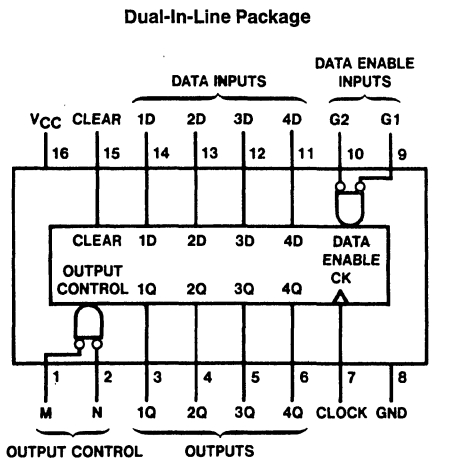 Dual-In-Line Package
DATA ENABLE
INPUTS
DATA INPUTS
VCC CLEAR 1D 2D 3D 4D G2 G1
16 15 14 13 12 11 10 9
CLEAR 1D 2D 3D 4D DATA
ENABLE
CK
OUTPUT
CONTROL 1Q 2Q 3Q 4Q
1 2 3 4 5 6 7 8
M N 1Q 2Q 3Q 4Q CLOCK GND
OUTPUT CONTROL OUTPUTS